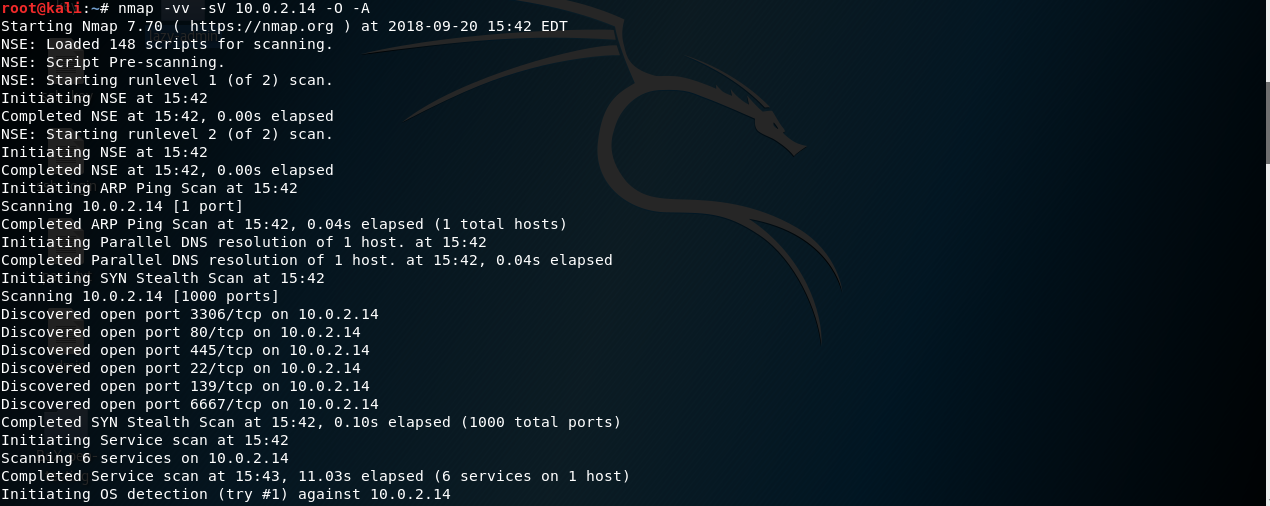 root@kali:~# nmap -vv -sV 10.0.2.14 -O -A
Starting Nmap 7.70 ( https://nmap.org ) at 2018-09-20 15:42 EDT
NSE: Loaded 148 scripts for scanning.
NSE: Script Pre-scanning.
NSE: Starting runlevel 1 (of 2) scan.
Initiating NSE at 15:42
Completed NSE at 15:42, 0.00s elapsed
NSE: Starting runlevel 2 (of 2) scan.
Initiating NSE at 15:42
Completed NSE at 15:42, 0.00s elapsed
Initiating ARP Ping Scan at 15:42
Scanning 10.0.2.14 [1 port]
Completed ARP Ping Scan at 15:42, 0.04s elapsed (1 total hosts)
Initiating Parallel DNS resolution of 1 host. at 15:42
Completed Parallel DNS resolution of 1 host. at 15:42, 0.04s elapsed
Initiating SYN Stealth Scan at 15:42
Scanning 10.0.2.14 [1000 ports]
Discovered open port 3306/tcp on 10.0.2.14
Discovered open port 80/tcp on 10.0.2.14
Discovered open port 445/tcp on 10.0.2.14
Discovered open port 22/tcp on 10.0.2.14
Discovered open port 139/tcp on 10.0.2.14
Discovered open port 6667/tcp on 10.0.2.14
Completed SYN Stealth Scan at 15:42, 0.10s elapsed (1000 total ports)
Initiating Service scan at 15:42
Scanning 6 services on 10.0.2.14
Completed Service scan at 15:43, 11.03s elapsed (6 services on 1 host)
Initiating OS detection (try #1) against 10.0.2.14